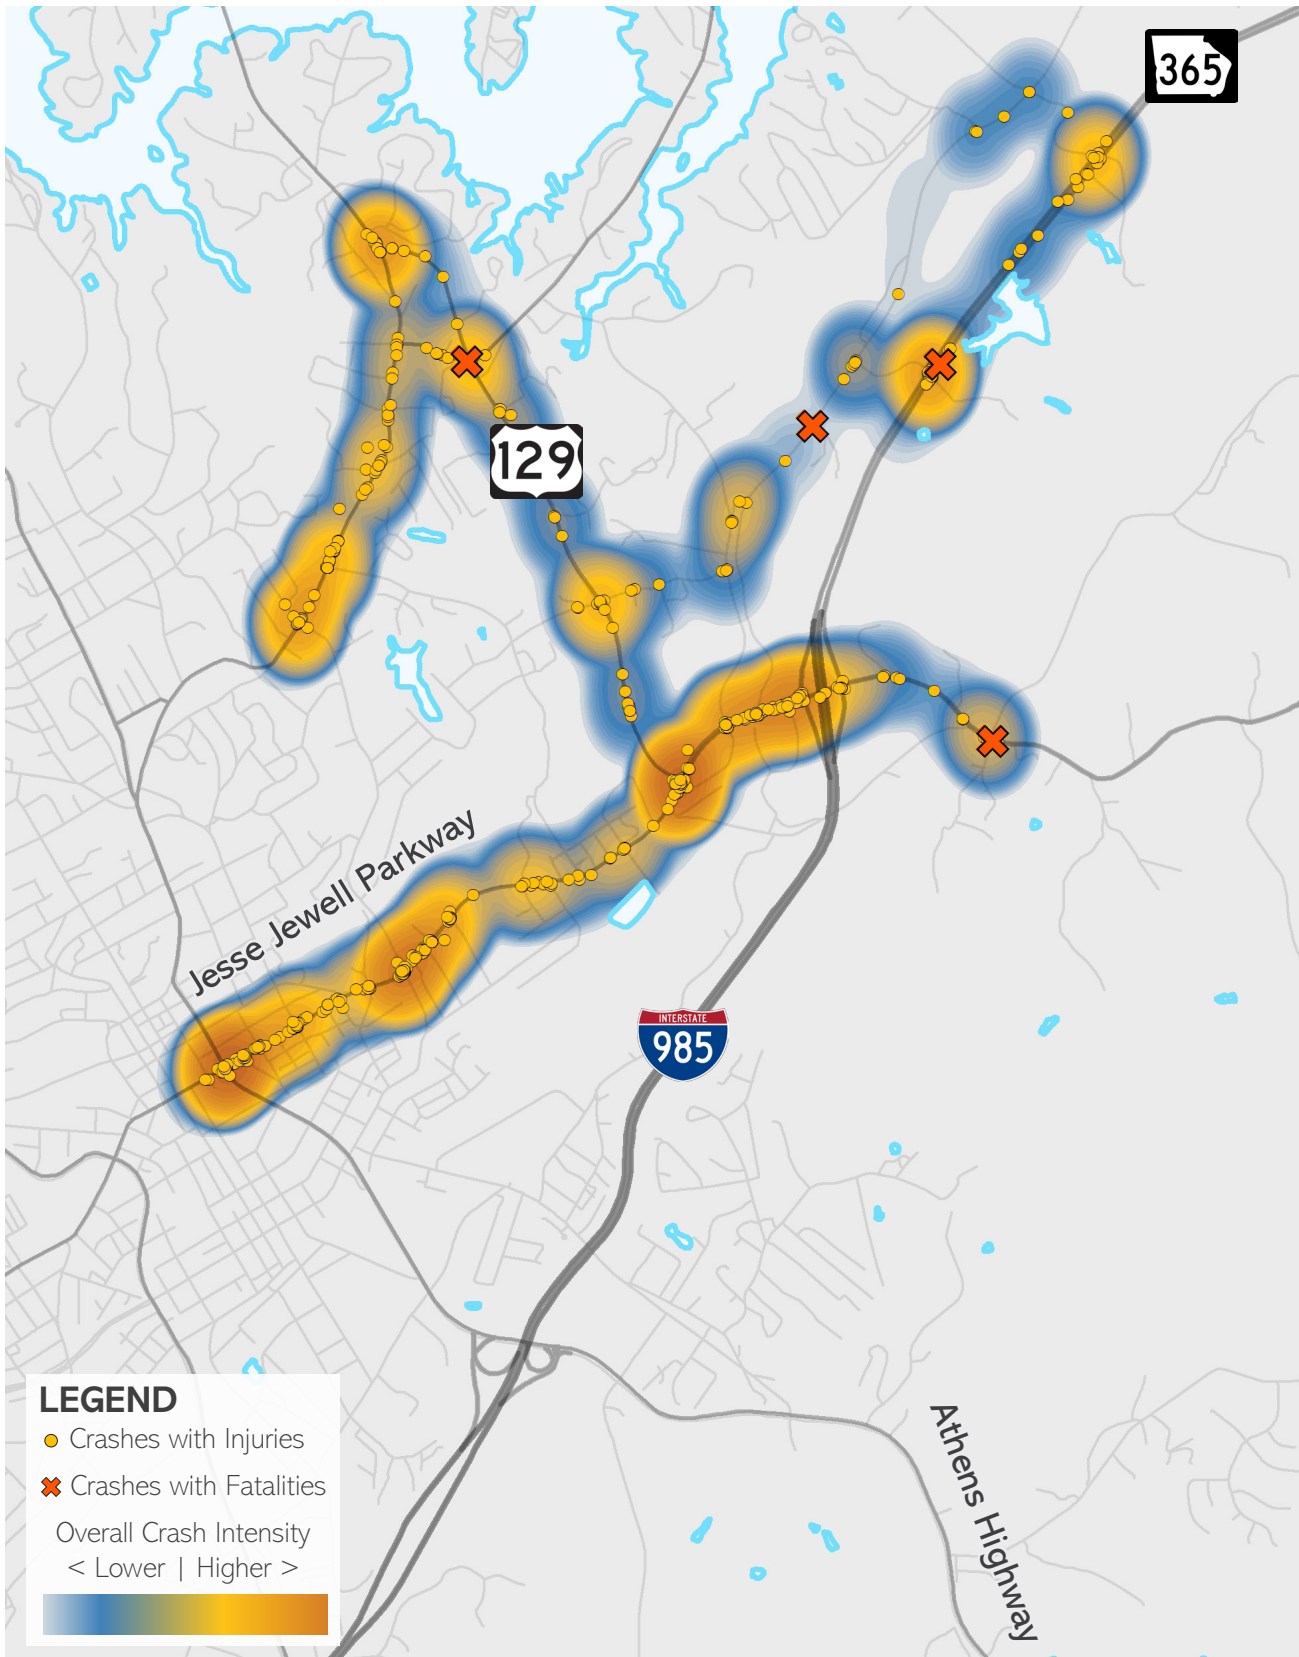 365
129
Jesse Jewell Parkway
INTERSTATE
985
LEGEND
Crashes with Injuries
Crashes with Fatalities
Overall Crash Intensity
< Lower | Higher >
Athens Highway